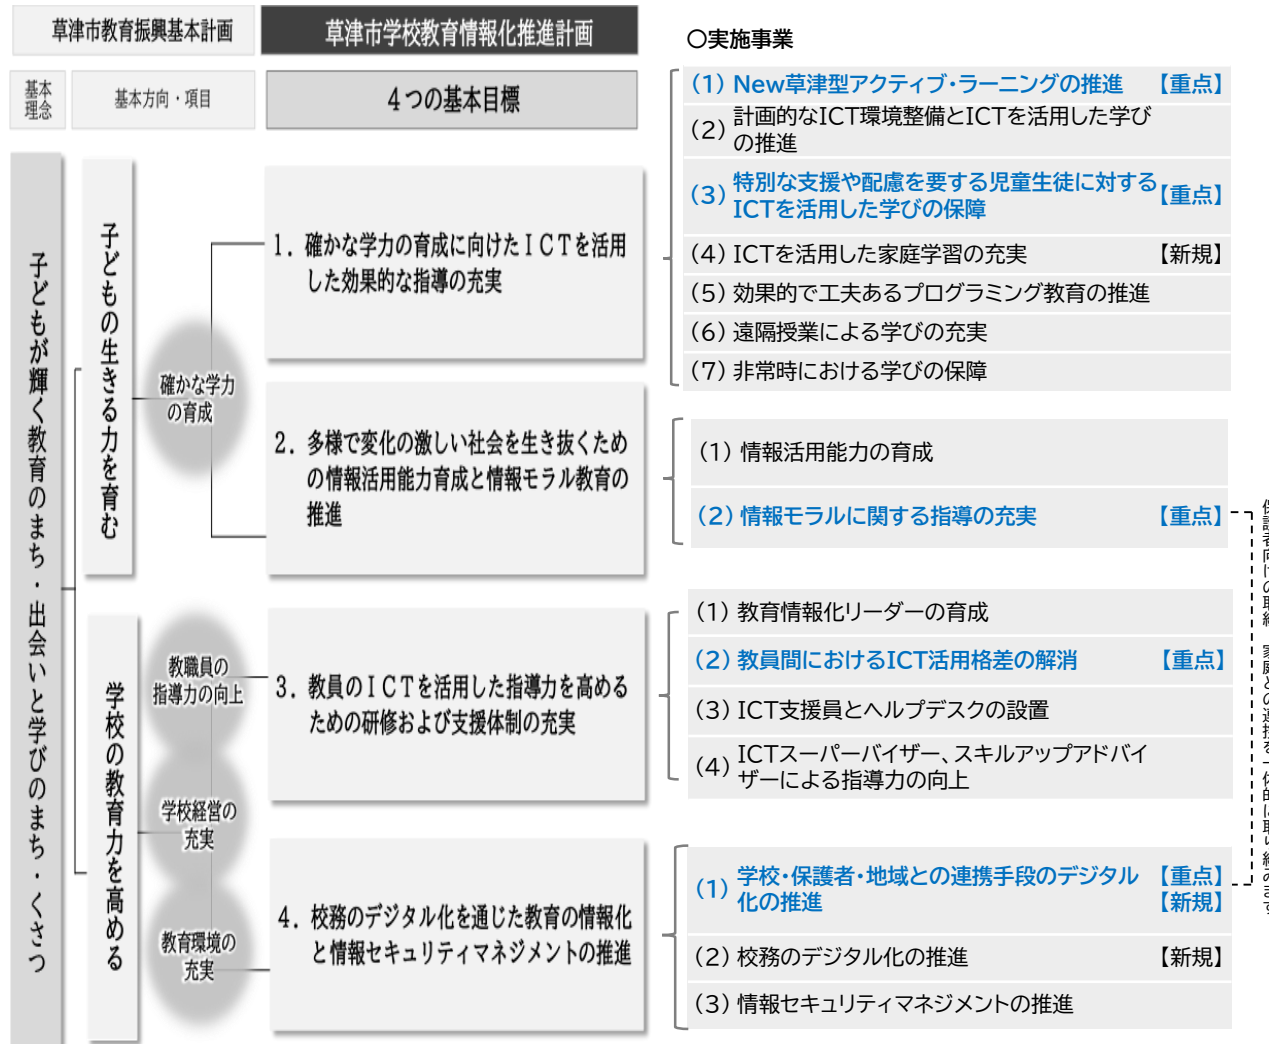 草津市教育振興基本計画
草津市学校教育情報化推進計画
基本
理念
基本方向・項目
4つの基本目標
子どもが輝く教育のまち・出会いと学びのまち・くさつ
子どもの生きる力を育む
確かな学力
の育成
1．確かな学力の育成に向けたＩＣＴを活用
した効果的な指導の充実
2．多様で変化の激しい社会を生き抜くため
の情報活用能力育成と情報モラル教育の
推進
学校の教育力を高める
教職員の
指導力の向上
学校経営の
充実
教育環境の
充実
3．教員のＩＣＴを活用した指導力を高める
ための研修および支援体制の充実
4．校務のデジタル化を通じた教育の情報化
と情報セキュリティマネジメントの推進
〇実施事業
（1）New草津型アクティブ・ラーニングの推進 【重点】
（2）計画的なICT環境整備とICTを活用した学び
の推進
（3）特別な支援や配慮を要する児童生徒に対する
ICTを活用した学びの保障 【重点】
（4）ICTを活用した家庭学習の充実 【新規】
（5）効果的で工夫あるプログラミング教育の推進
（6）遠隔授業による学びの充実
（7）非常時における学びの保障
（1）情報活用能力の育成
（2）情報モラルに関する指導の充実 【重点】
（1）教育情報化リーダーの育成
（2）教員間におけるICT活用格差の解消 【重点】
（3）ICT支援員とヘルプデスクの設置
（4）ICTスーパーバイザー、スキルアップアドバイ
ザーによる指導力の向上
（1）学校・保護者・地域との連携手段のデジタル 【重点】
化の推進 【新規】
（2）校務のデジタル化の推進 【新規】
（3）情報セキュリティマネジメントの推進
保護者向けの取組、家庭との連携を一体的に取り組みます